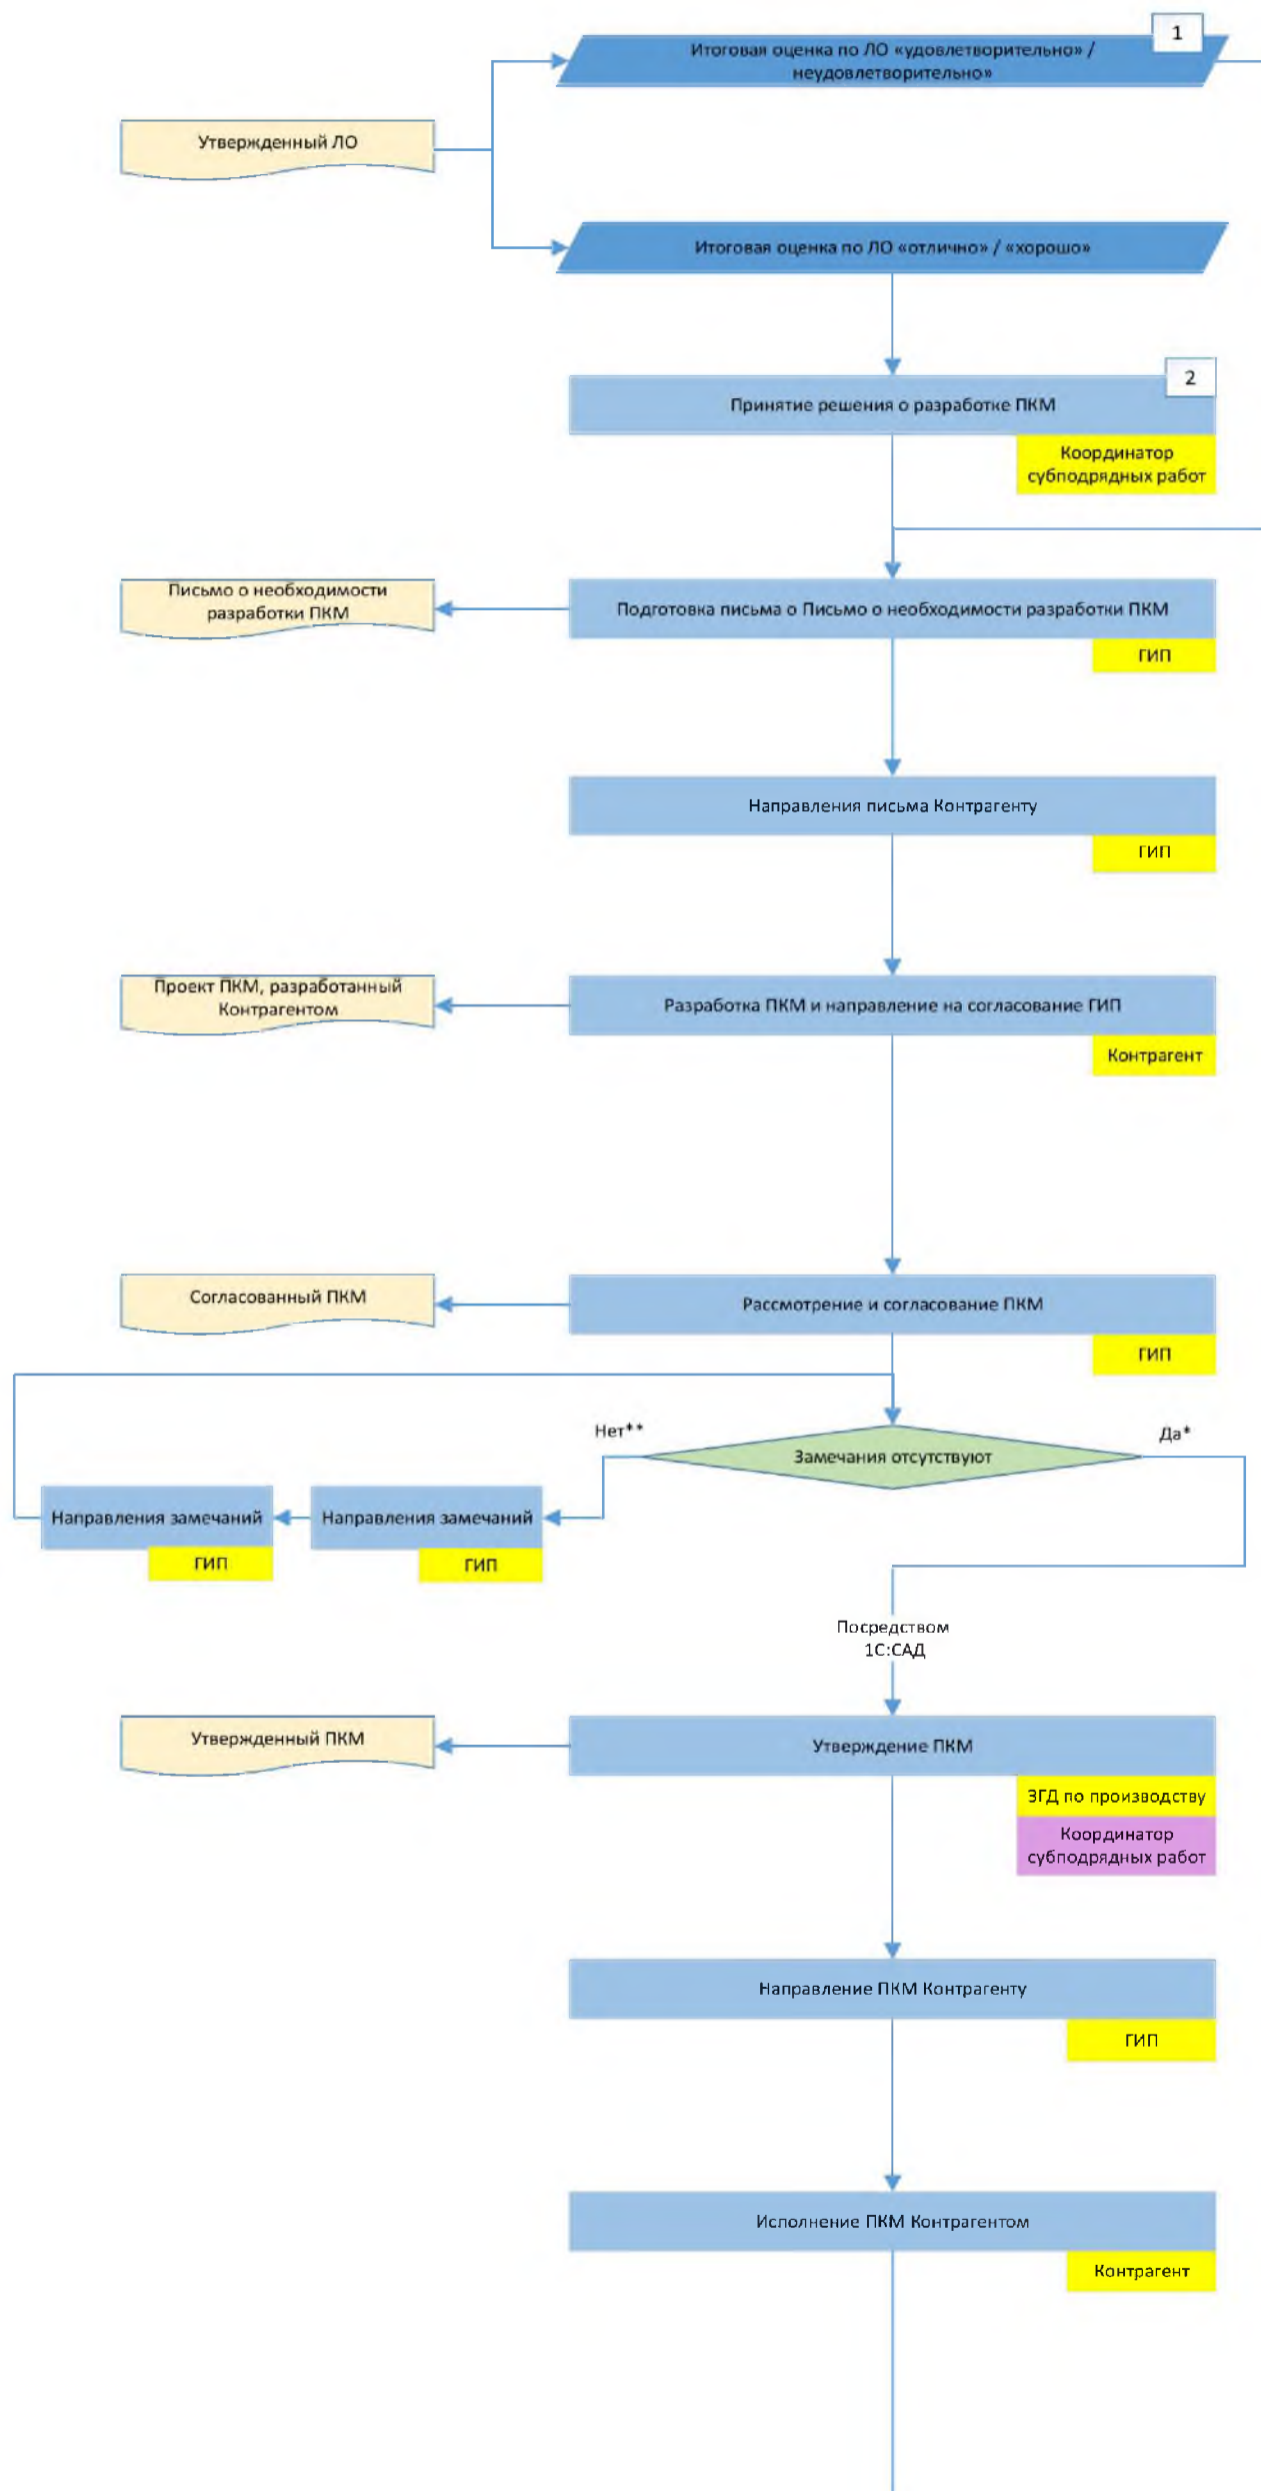 1
Итоговая оценка по ЛО «удовлетворительно» /
неудовлетворительно»
Утвержденный ЛО
Итоговая оценка по ЛО «отлично» / «хорошо»
2
Принятие решения о разработке ПКМ
Координатор
субподрядных работ
Письмо о необходимости
разработки ПКМ
Подготовка письма о Письмо о необходимости разработки ПКМ
ГИП
Направления письма Контрагенту
ГИП
Проект ПКМ, разработанный
Контрагентом
Разработка ПКМ и направление на согласование ГИП
Контрагент
Согласованный ПКМ
Рассмотрение и согласование ПКМ
ГИП
Нет**
Да*
Замечания отсутствуют
Направления замечаний
Направления замечаний
ГИП
ГИП
Посредством
1С:САД
Утвержденный ПКМ
Утверждение ПКМ
ЗГД по производству
Координатор
субподрядных работ
Направление ПКМ Контрагенту
ГИП
Исполнение ПКМ Контрагентом
Контрагент